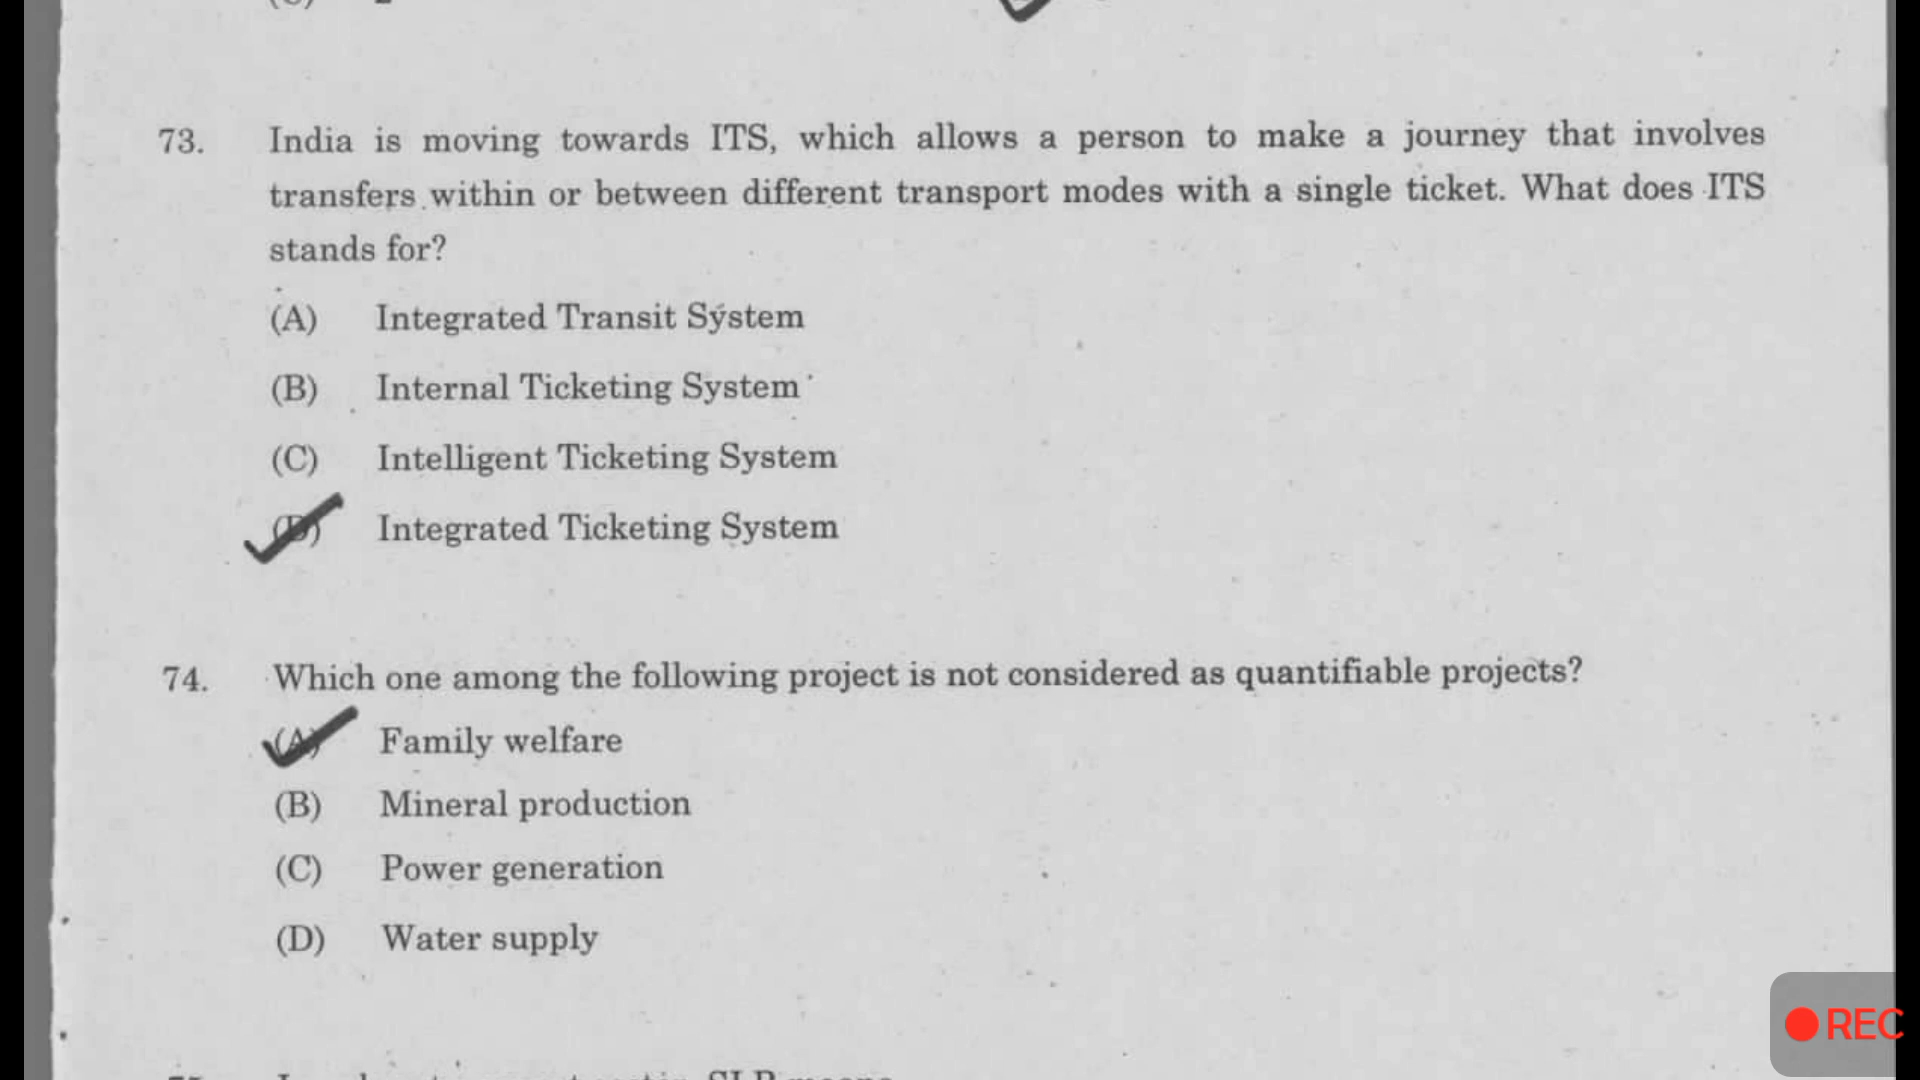 73. India is moving towards ITS, which allows a person to make a journey that involves
transfers within or between different transport modes with a single ticket. What does ITS
stands for?
(A) Integrated Transit System
(B) Internal Ticketing System
(C) Intelligent Ticketing System
(D) Integrated Ticketing System
74. Which one among the following project is not considered as quantifiable projects?
(A) Family welfare
(B) Mineral production
(C) Power generation
(D) Water supply
REC